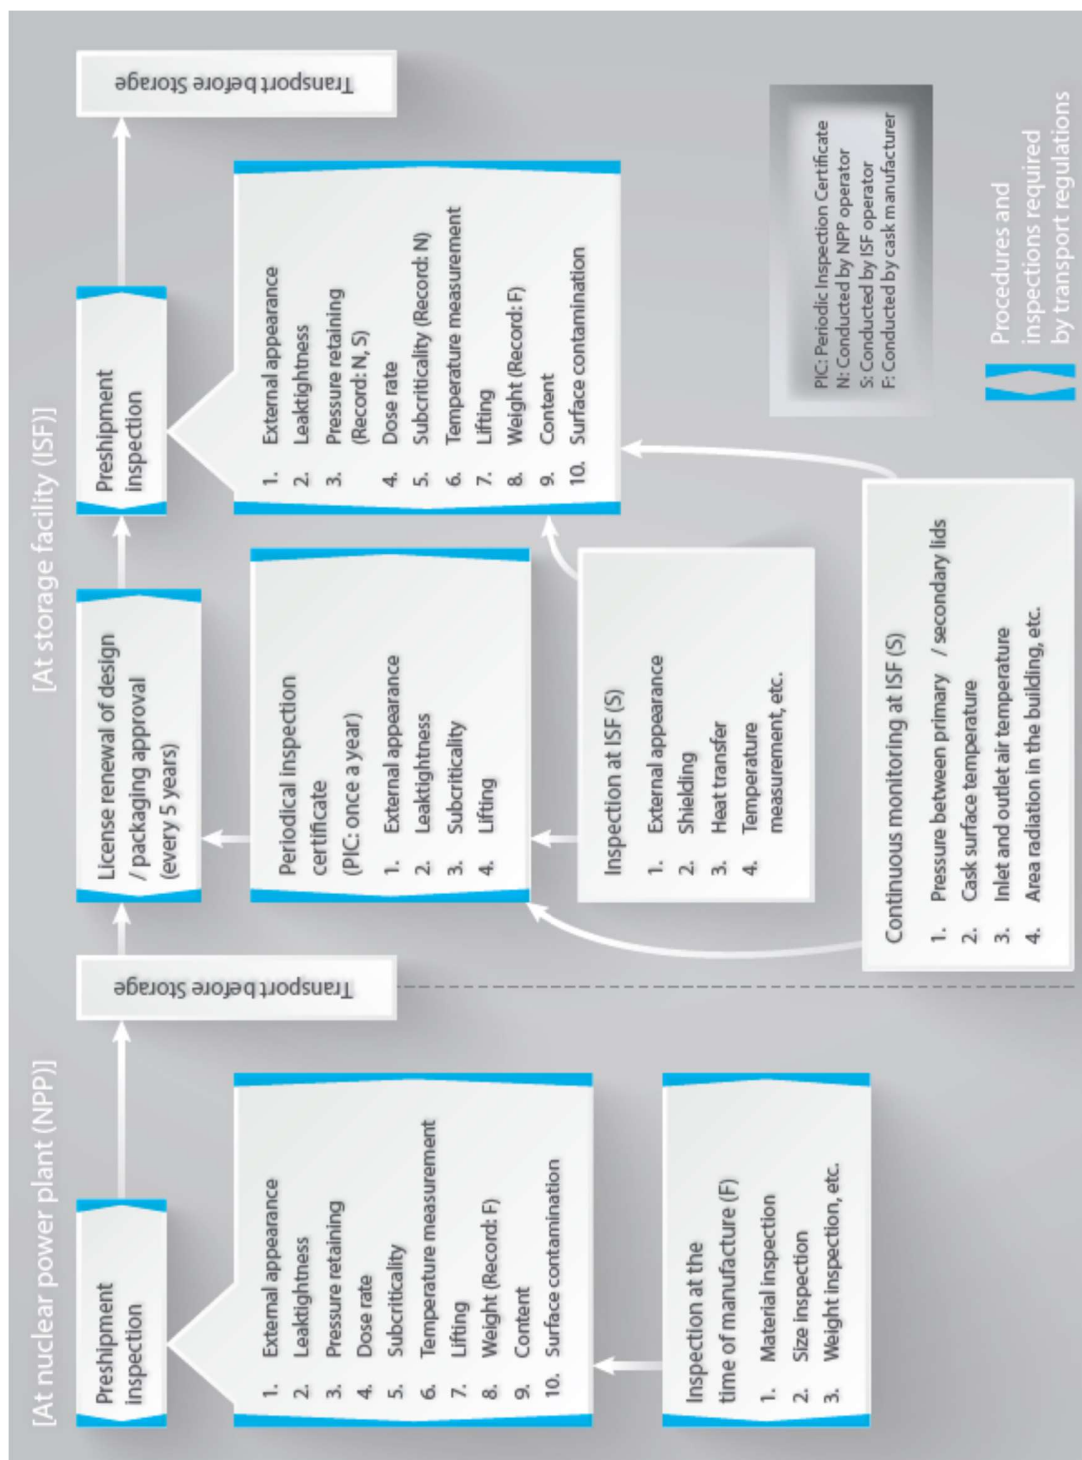 [At nuclear power plant (NPP)]
Preshipment
inspection
1. External appearance
2. Leaktightness
3. Pressure retaining
4. Dose rate
5. Subcriticality
6. Temperature measurement
7. Lifting
8. Weight (Record: F)
9. Content
10. Surface contamination
Inspection at the
time of manufacture (F)
1. Material inspection
2. Size inspection
3. Weight inspection, etc.
Transport before Storage
[At storage facility (ISF)]
License renewal of design
/ packaging approval
(every 5 years)
Periodical inspection
certificate
(PIC: once a year)
1. External appearance
2. Leaktightness
3. Subcriticality
4. Lifting
Inspection at ISF (S)
1. External appearance
2. Shielding
3. Heat transfer
4. Temperature
measurement, etc.
Continuous monitoring at ISF (S)
1. Pressure between primary / secondary lids
2. Cask surface temperature
3. Inlet and outlet air temperature
4. Area radiation in the building, etc.
Preshipment
inspection
1. External appearance
2. Leaktightness
3. Pressure retaining
(Record: N, S)
4. Dose rate
5. Subcriticality (Record: N)
6. Temperature measurement
7. Lifting
8. Weight (Record: F)
9. Content
10. Surface contamination
Transport before Storage
PIC: Periodic Inspection Certificate
N: Conducted by NPP operator
S: Conducted by ISF operator
F: Conducted by cask manufacturer
Procedures and
inspections required
by transport regulations